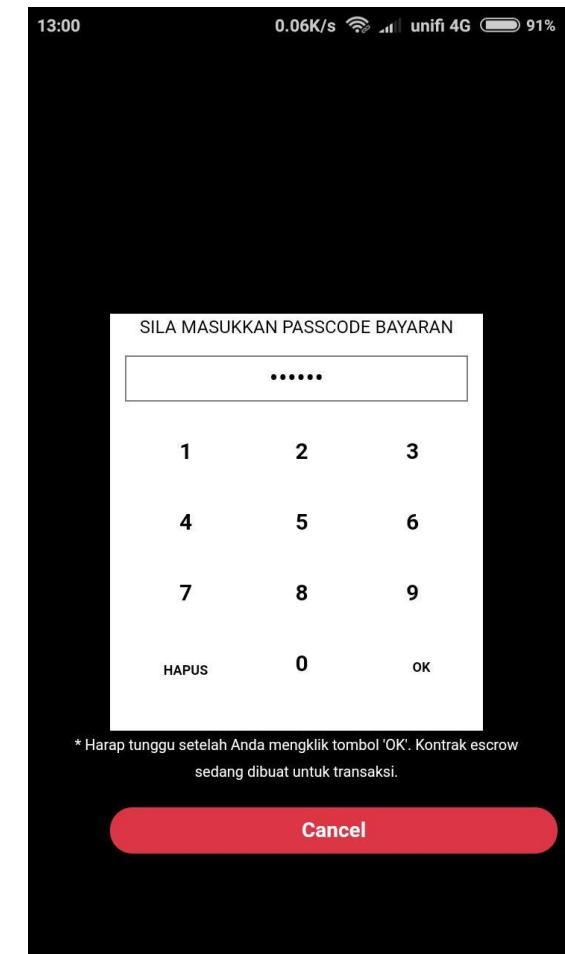 13:00 0.06K/s unifi 4G 91%
SILA MASUKKAN PASSCODE BAYARAN
••••••
1 2 3
4 5 6
7 8 9
HAPUS 0 OK
* Harap tunggu setelah Anda mengklik tombol 'OK'. Kontrak escrow
sedang dibuat untuk transaksi.
Cancel